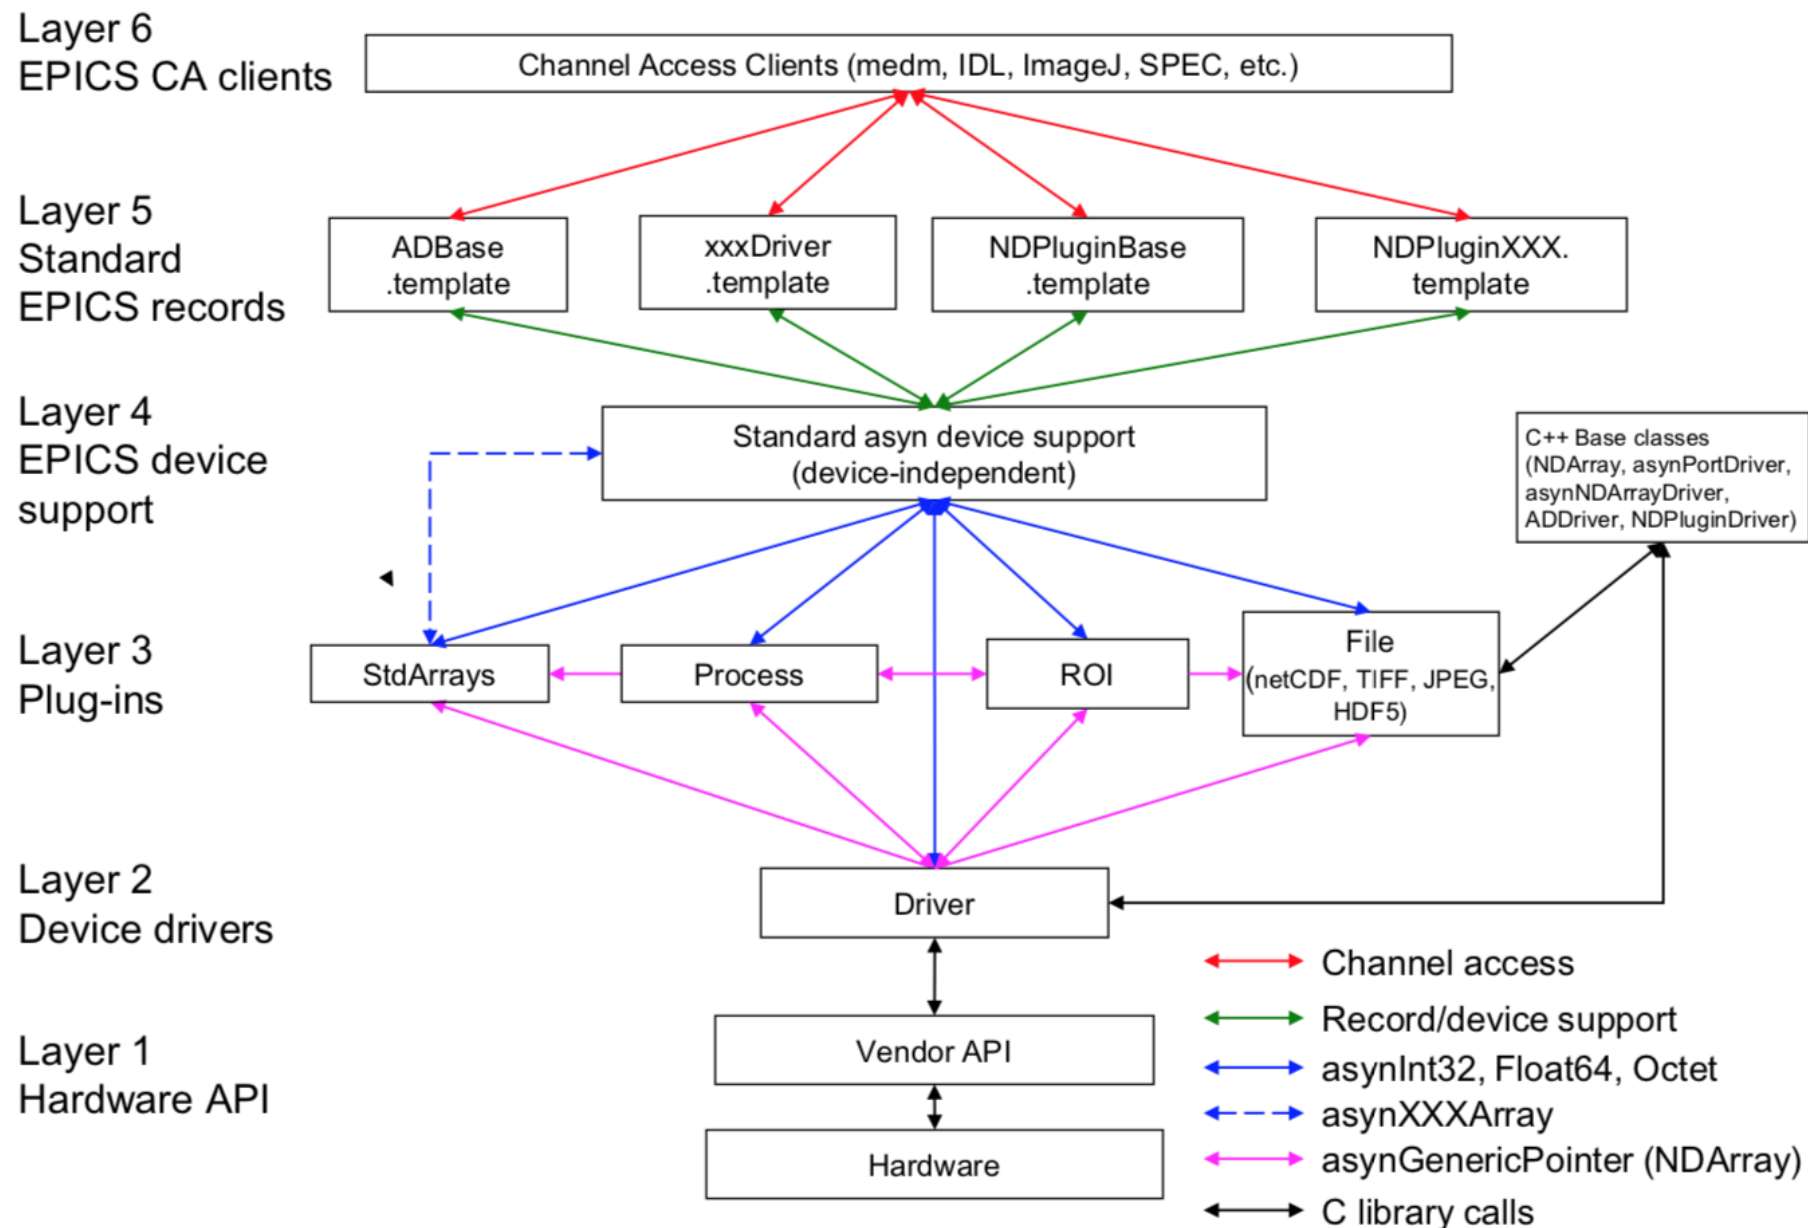 Layer 6
EPICS CA clients
Channel Access Clients (medm, IDL, ImageJ, SPEC, etc.)
Layer 5
Standard
EPICS records
ADBase
.template
xxxDriver
.template
NDPluginBase
.template
NDPluginXXX.
template
Layer 4
EPICS device
support
Standard asyn device support
(device-independent)
C++ Base classes
(NDArray, asynPortDriver,
asynNDArrayDriver,
ADDriver, NDPluginDriver)
Layer 3
Plug-ins
StdArrays
Process
ROI
File
(netCDF, TIFF, JPEG,
HDF5)
Layer 2
Device drivers
Driver
Layer 1
Hardware API
Vendor API
Hardware
Channel access
Record/device support
asynInt32, Float64, Octet
asynXXXArray
asynGenericPointer (NDArray)
C library calls